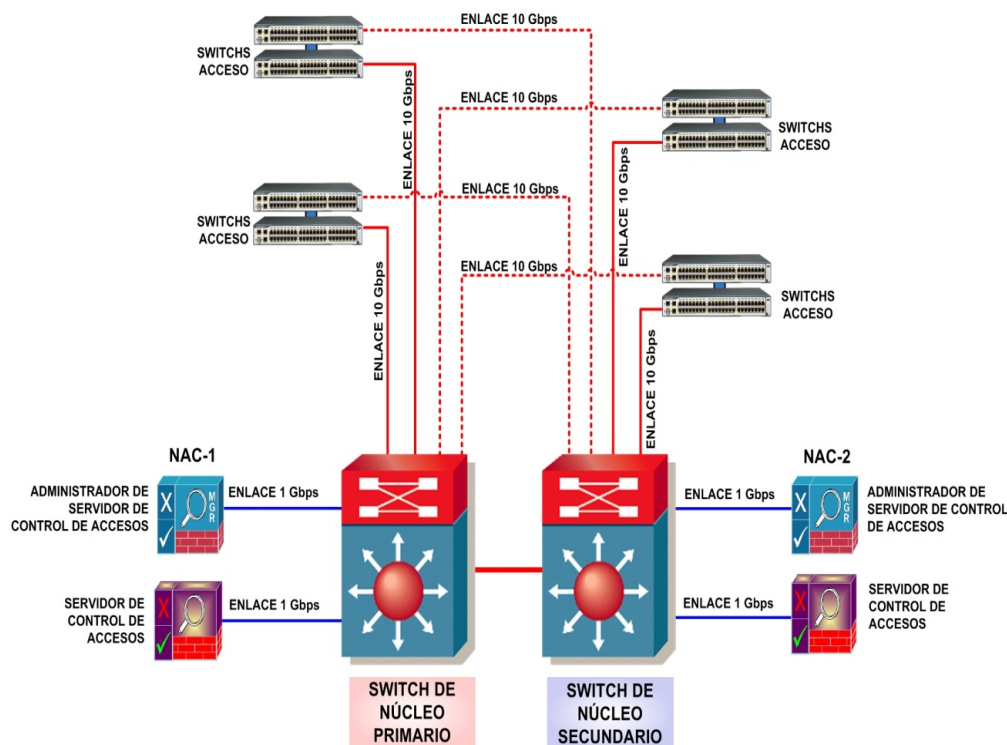 ENLACE 10 Gbps
SWITCHS
ACCESO
ENLACE 10 Gbps
ENLACE 10 Gbps
SWITCHS
ACCESO
ENLACE 10 Gbps
ENLACE 10 Gbps
SWITCHS
ACCESO
ENLACE 10 Gbps
ENLACE 10 Gbps
SWITCHS
ACCESO
ENLACE 10 Gbps
NAC-1
ADMINISTRADOR DE
SERVIDOR DE
CONTROL DE ACCESOS
MGR
ENLACE 1 Gbps
SERVIDOR DE
CONTROL DE
ACCESOS
ENLACE 1 Gbps
NAC-2
ENLACE 1 Gbps
MGR
ADMINISTRADOR DE
SERVIDOR DE CONTROL
DE ACCESOS
ENLACE 1 Gbps
SERVIDOR DE
CONTROL DE
ACCESOS
SWITCH DE
NÚCLEO
PRIMARIO
SWITCH DE
NÚCLEO
SECUNDARIO